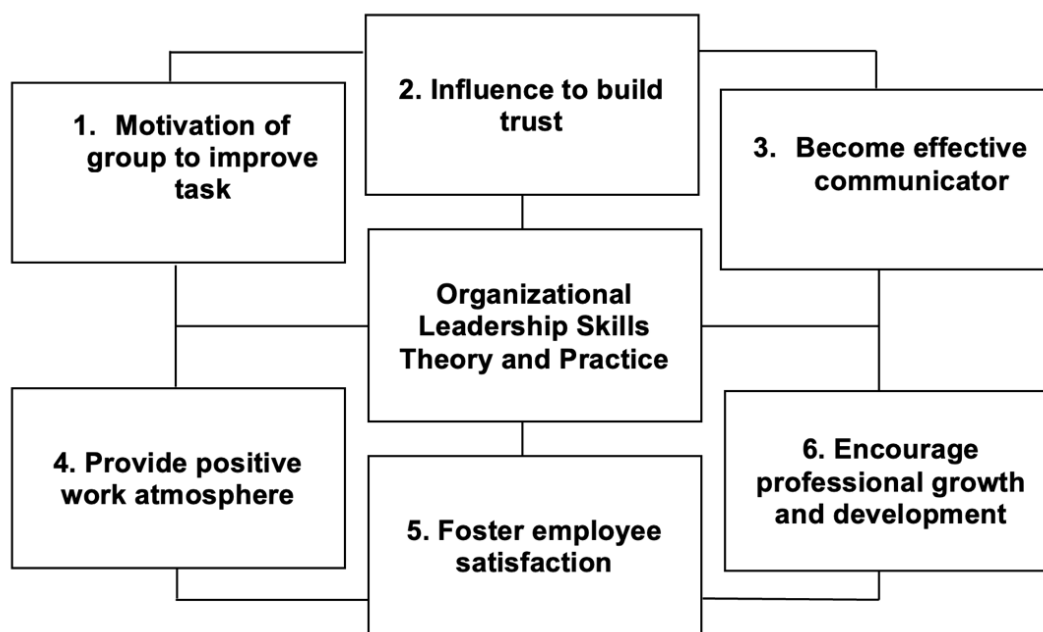 1. Motivation of
group to improve
task
2. Influence to build
trust
3. Become effective
communicator
Organizational
Leadership Skills
Theory and Practice
4. Provide positive
work atmosphere
5. Foster employee
satisfaction
6. Encourage
professional growth
and development